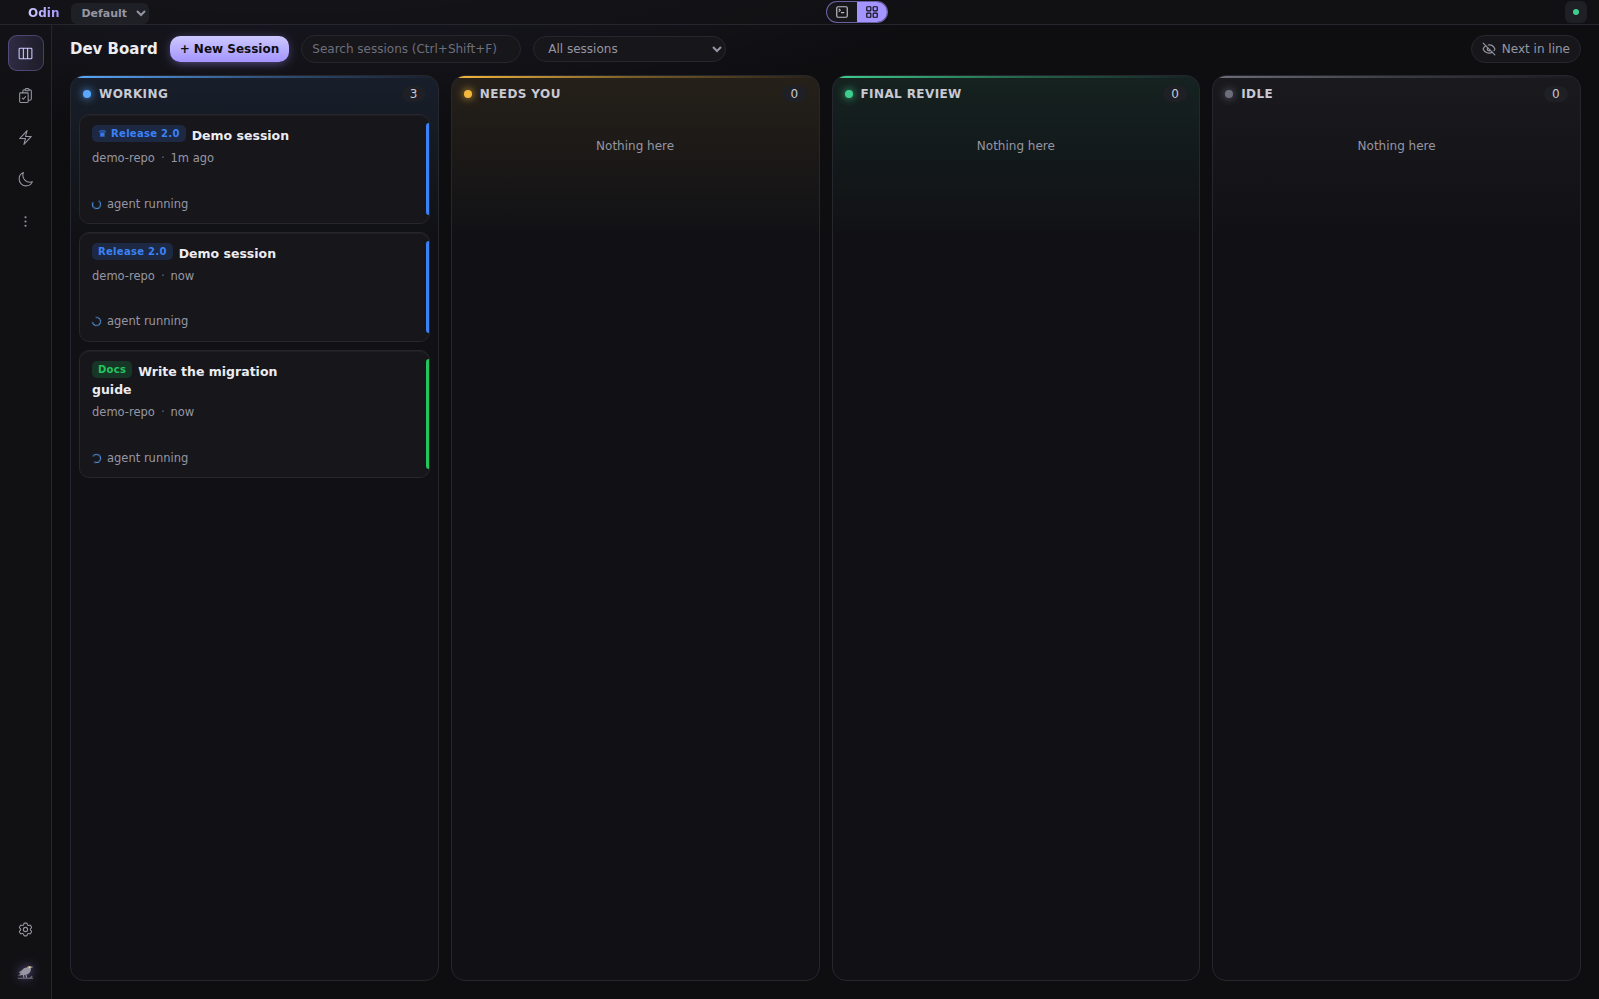 Odin
Default
Dev Board
+ New Session
Search sessions (Ctrl+Shift+F)
All sessions
Next in line
WORKING
3
Release 2.0 Demo session
demo-repo · 1m ago
agent running
Release 2.0 Demo session
demo-repo · now
agent running
Docs Write the migration
guide
demo-repo · now
agent running
NEEDS YOU
0
Nothing here
FINAL REVIEW
0
Nothing here
IDLE
0
Nothing here